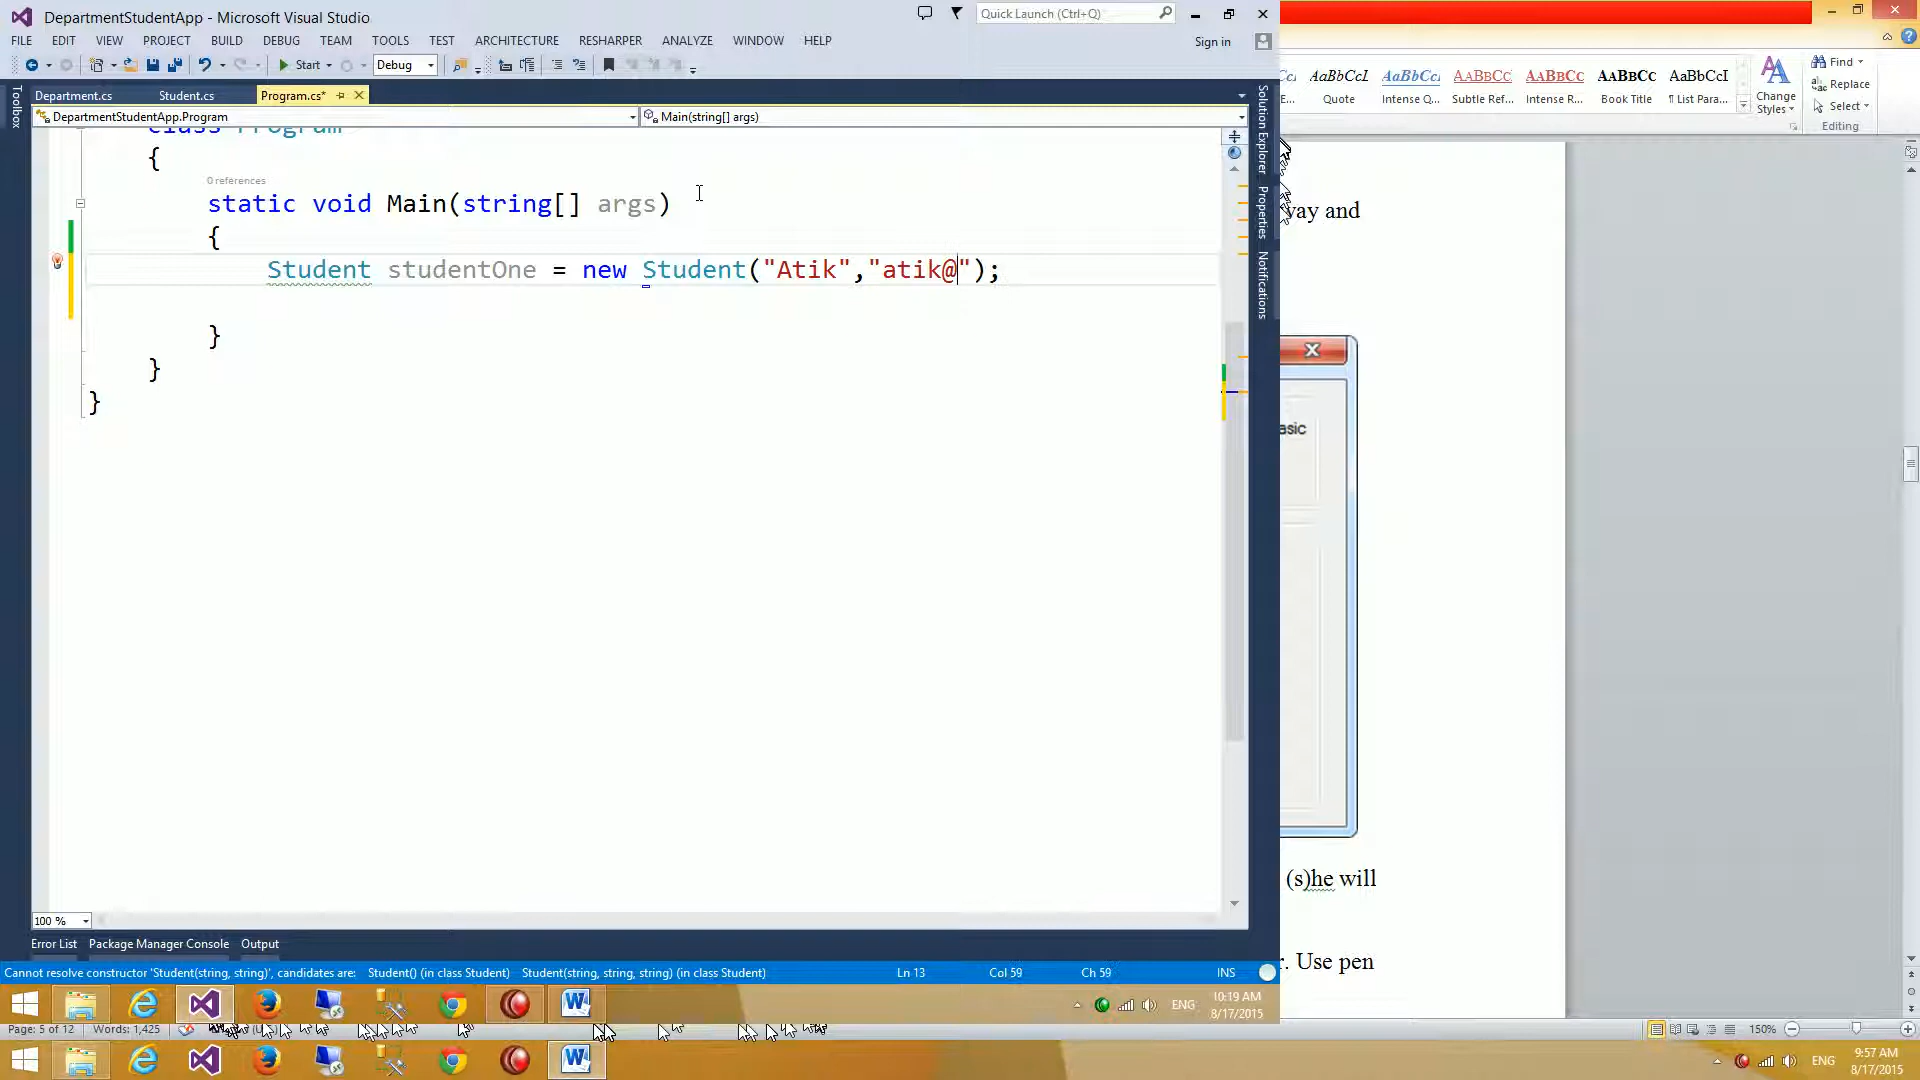 DepartmentStudentApp - Microsoft Visual Studio
Quick Launch (Ctrl+Q)
FILE EDIT VIEW PROJECT BUILD DEBUG TEAM TOOLS TEST ARCHITECTURE RESHARPER ANALYZE WINDOW HELP
Sign in
Start Debug
Department.cs Student.cs Program.cs*
DepartmentStudentApp.Program Main(string[] args)
class Program
{
0 references
static void Main(string[] args)
{
Student studentOne = new Student("Atik","atik@");
}
}
}
Toolbox
Solution Explorer
Properties
Notifications
100 %
Error List Package Manager Console Output
Cannot resolve constructor 'Student(string, string)', candidates are: Student() (in class Student) Student(string, string, string) (in class Student) Ln 13 Col 59 Ch 59 INS
ENG 10:19 AM
8/17/2015
AaBbCcI AaBbCcI AABBCC AABBCC AABBCC AaBbCcI
E... Quote Intense Q... Subtle Ref... Intense R... Book Title ¶ List Para...
Change
Styles
Find
Replace
Select
Editing
way and
asic
(s)he will
r. Use pen
Page: 5 of 12 Words: 1,425
150%
ENG 9:57 AM
8/17/2015